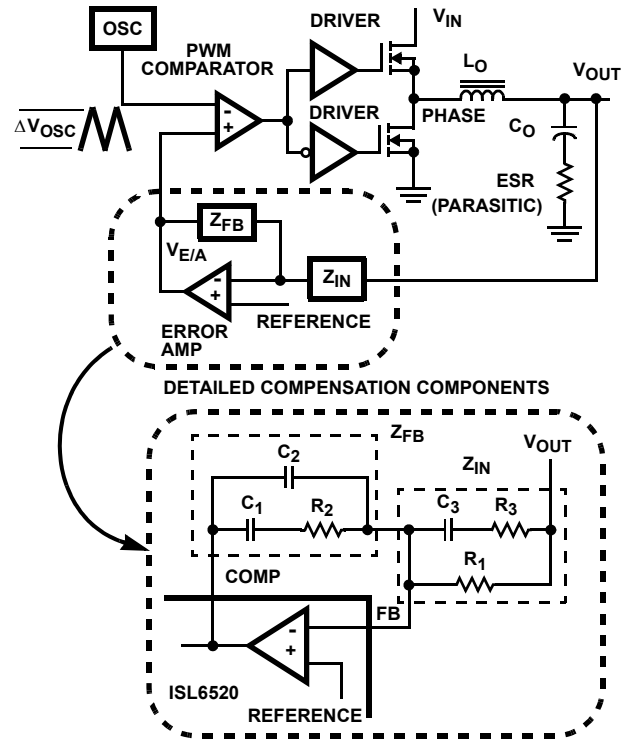 OSC
PWM
COMPARATOR
DRIVER
V_IN
L_O
V_OUT
DRIVER
PHASE
C_O
ΔV_OSC
-
+
ESR
(PARASITIC)
Z_FB
V_E/A
-
+
Z_IN
REFERENCE
ERROR
AMP
DETAILED COMPENSATION COMPONENTS
Z_FB
V_OUT
C_2
Z_IN
C_1
R_2
C_3
R_3
R_1
COMP
FB
-
+
ISL6520
REFERENCE